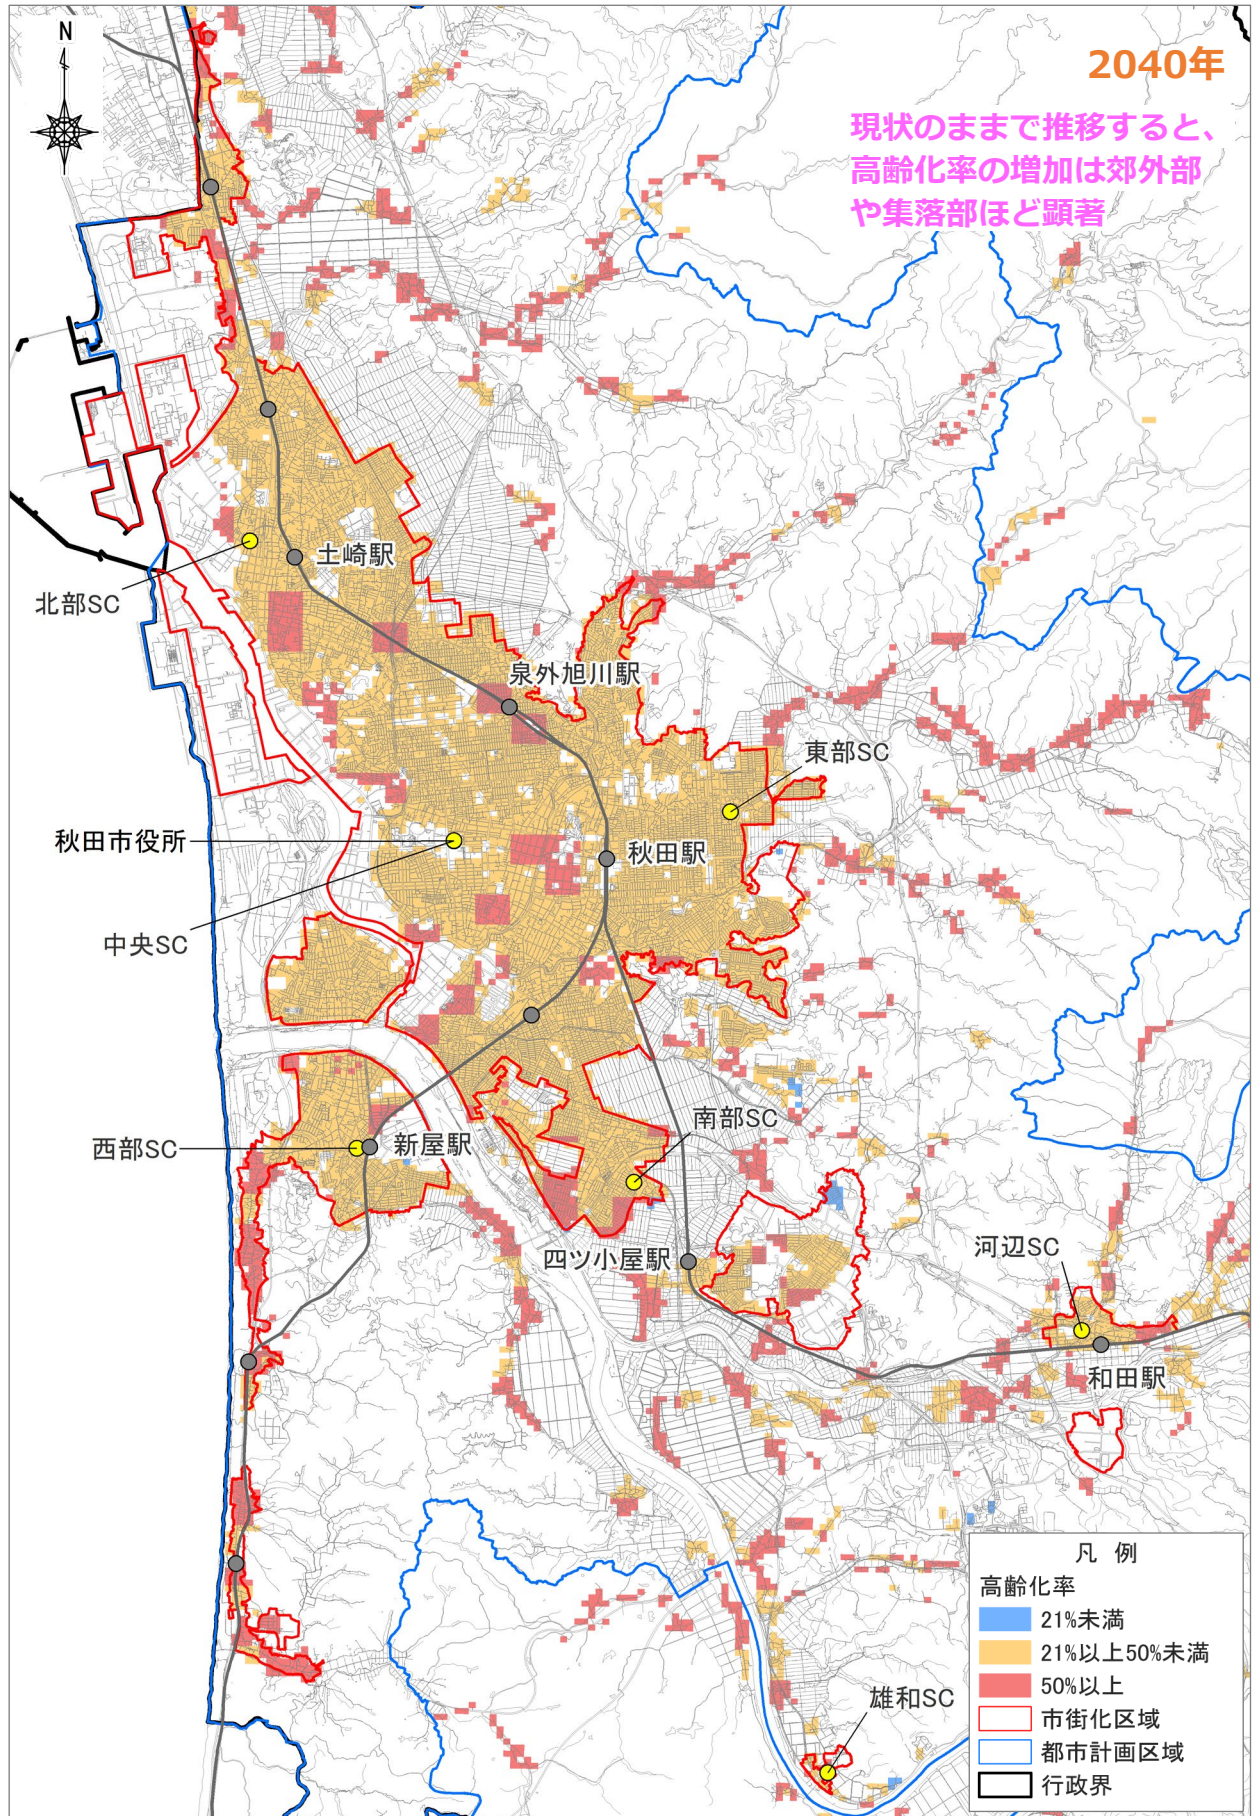 N
2040年
現状のままで推移すると、
高齢化率の増加は郊外部
や集落部ほど顕著
土崎駅
北部SC
泉外旭川駅
東部SC
秋田市役所
秋田駅
中央SC
南部SC
西部SC
新屋駅
四ツ小屋駅
河辺SC
和田駅
雄和SC
凡 例
高齢化率
21%未満
21%以上50%未満
50%以上
市街化区域
都市計画区域
行政界